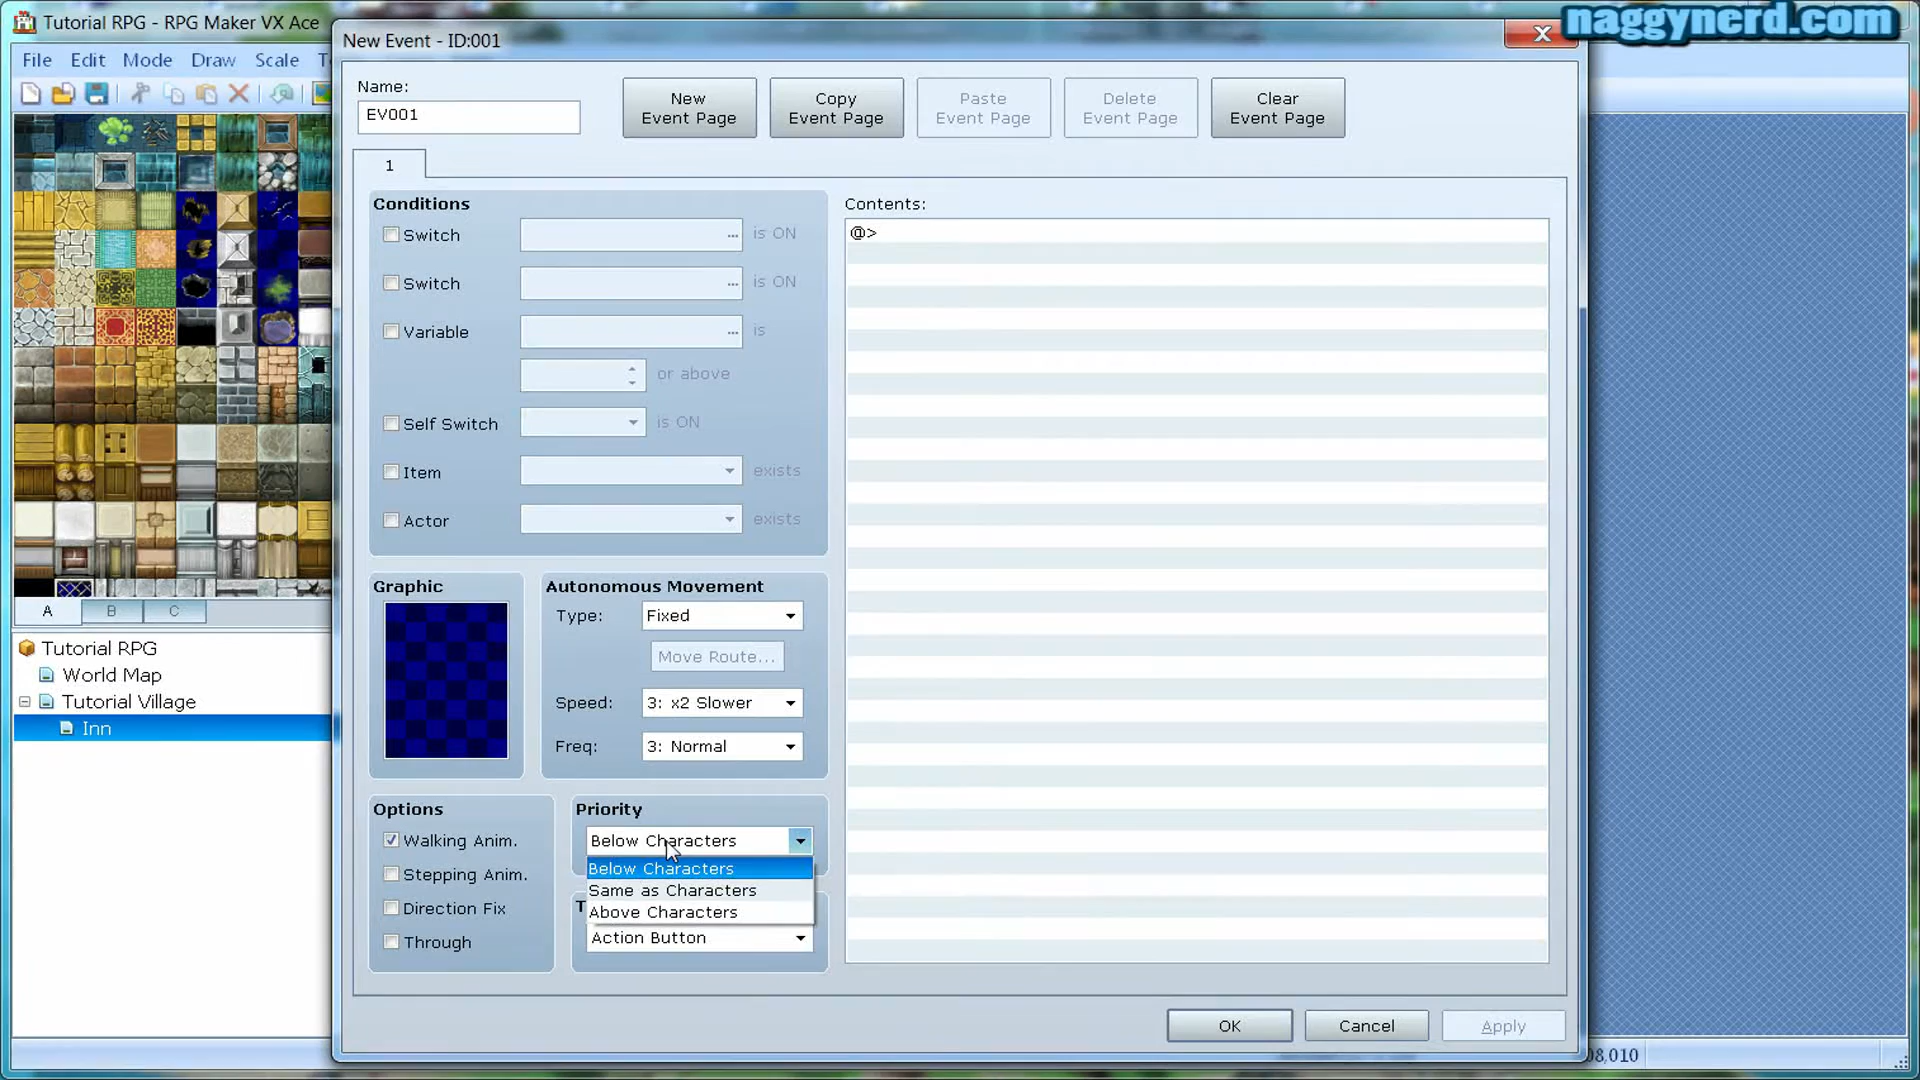 Tutorial RPG - RPG Maker VX Ace
naggynerd.com
New Event - ID:001
File Edit Mode Draw Scale
Name:
EV001
New Event Page
Copy Event Page
Paste Event Page
Delete Event Page
Clear Event Page
1
Conditions
Switch ... is ON
Switch ... is ON
Variable ... is
or above
Self Switch is ON
Item exists
Actor exists
Contents:
@>
Graphic
Autonomous Movement
Type: Fixed
Move Route...
Speed: 3: x2 Slower
Freq: 3: Normal
Options
Walking Anim.
Stepping Anim.
Direction Fix
Through
Priority
Below Characters
Below Characters
Same as Characters
Above Characters
Action Button
A B C
Tutorial RPG
World Map
Tutorial Village
Inn
OK
Cancel
Apply
08,010